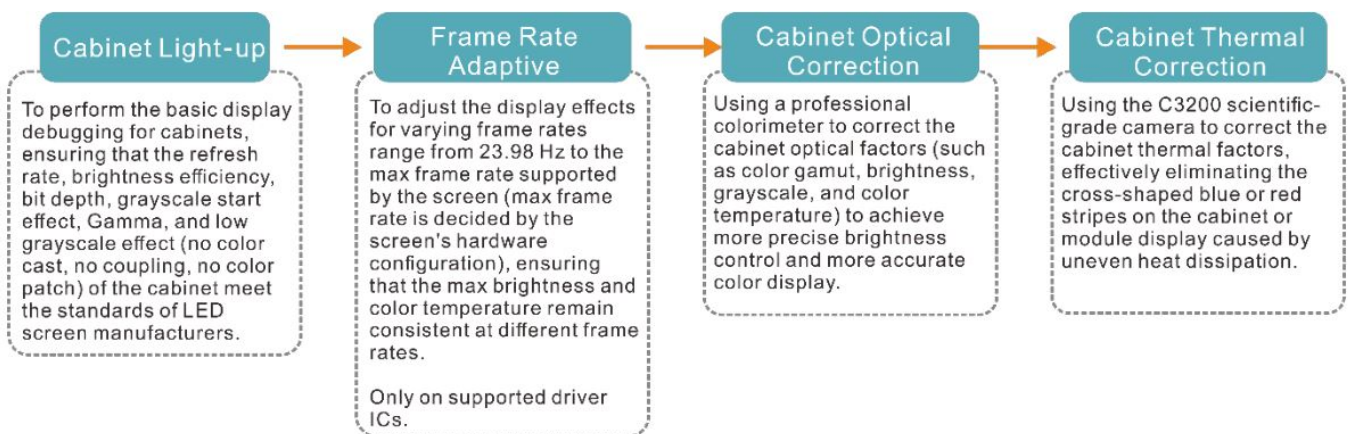 Cabinet Light-up
To perform the basic display
debugging for cabinets,
ensuring that the refresh
rate, brightness efficiency,
bit depth, grayscale start
effect, Gamma, and low
grayscale effect (no color
cast, no coupling, no color
patch) of the cabinet meet
the standards of LED
screen manufacturers.
Frame Rate
Adaptive
To adjust the display effects
for varying frame rates
range from 23.98 Hz to the
max frame rate supported
by the screen (max frame
rate is decided by the
screen's hardware
configuration), ensuring
that the max brightness and
color temperature remain
consistent at different frame
rates.
Only on supported driver
ICs.
Cabinet Optical
Correction
Using a professional
colorimeter to correct the
cabinet optical factors (such
as color gamut, brightness,
grayscale, and color
temperature) to achieve
more precise brightness
control and more accurate
color display.
Cabinet Thermal
Correction
Using the C3200 scientific-
grade camera to correct the
cabinet thermal factors,
effectively eliminating the
cross-shaped blue or red
stripes on the cabinet or
module display caused by
uneven heat dissipation.